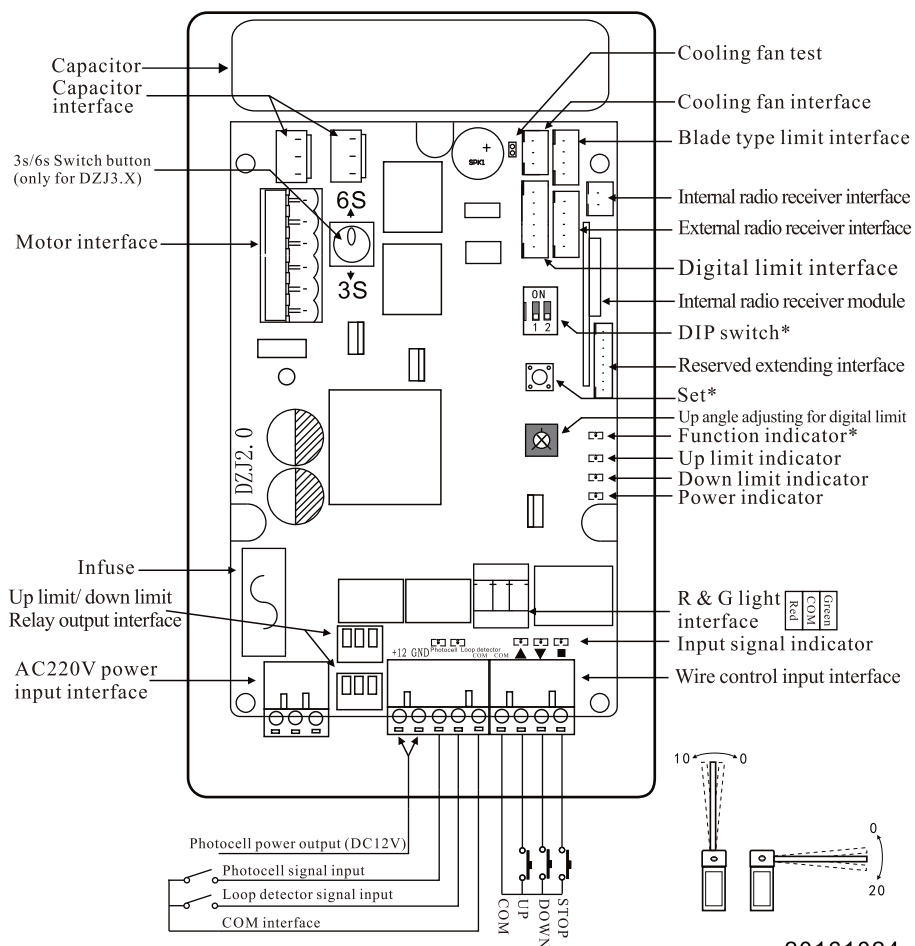 Capacitor
Capacitor
interface
3s/6s Switch button
(only for DZJ3.X)
Motor interface
Infuse
Up limit/ down limit
Relay output interface
AC220V power
input interface
SPK1
+
6S
3S
ON
1 2
DZJ2.0
Cooling fan test
Cooling fan interface
Blade type limit interface
Internal radio receiver interface
External radio receiver interface
Digital limit interface
Internal radio receiver module
DIP switch*
Reserved extending interface
Set*
Up angle adjusting for digital limit
Function indicator*
Up limit indicator
Down limit indicator
Power indicator
R & G light
interface
Red
COM
Green
Input signal indicator
Wire control input interface
+12 GND Photocell Loop detector
COM COM ▲ ▼ ■
Photocell power output (DC12V)
Photocell signal input
Loop detector signal input
COM interface
COM
UP
DOWN
STOP
10 0
0
20